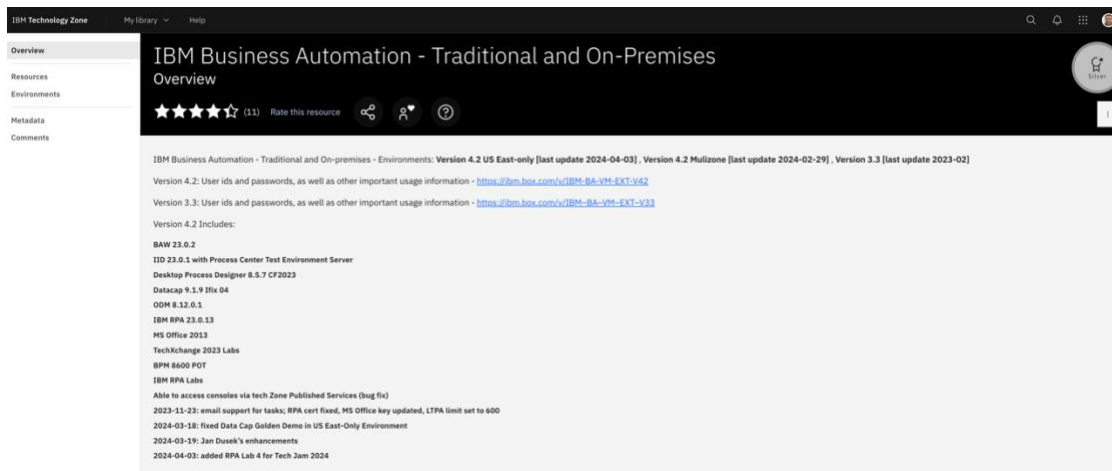 IBM Technology Zone
My library
Help
Overview
Resources
Environments
Metadata
Comments
IBM Business Automation - Traditional and On-Premises
Overview
Silver
(11) Rate this resource
IBM Business Automation - Traditional and On-premises - Environments: Version 4.2 US East-only [last update 2024-04-03] , Version 4.2 Mulizone [last update 2024-02-29] , Version 3.3 [last update 2023-02]
Version 4.2: User ids and passwords, as well as other important usage information - https://ibm.box.com/v/IBM-BA-VM-EXT-V42
Version 3.3: User ids and passwords, as well as other important usage information - https://ibm.box.com/v/IBM-BA-VM-EXT-V33
Version 4.2 Includes:
BAW 23.0.2
IID 23.0.1 with Process Center Test Environment Server
Desktop Process Designer 8.5.7 CF2023
Datacap 9.1.9 Ifix 04
ODM 8.12.0.1
IBM RPA 23.0.13
MS Office 2013
TechXchange 2023 Labs
BPM 8600 POT
IBM RPA Labs
Able to access consoles via tech Zone Published Services (bug fix)
2023-11-23: email support for tasks; RPA cert fixed, MS Office key updated, LTPA limit set to 600
2024-03-18: fixed Data Cap Golden Demo in US East-Only Environment
2024-03-19: Jan Dusek's enhancements
2024-04-03: added RPA Lab 4 for Tech Jam 2024